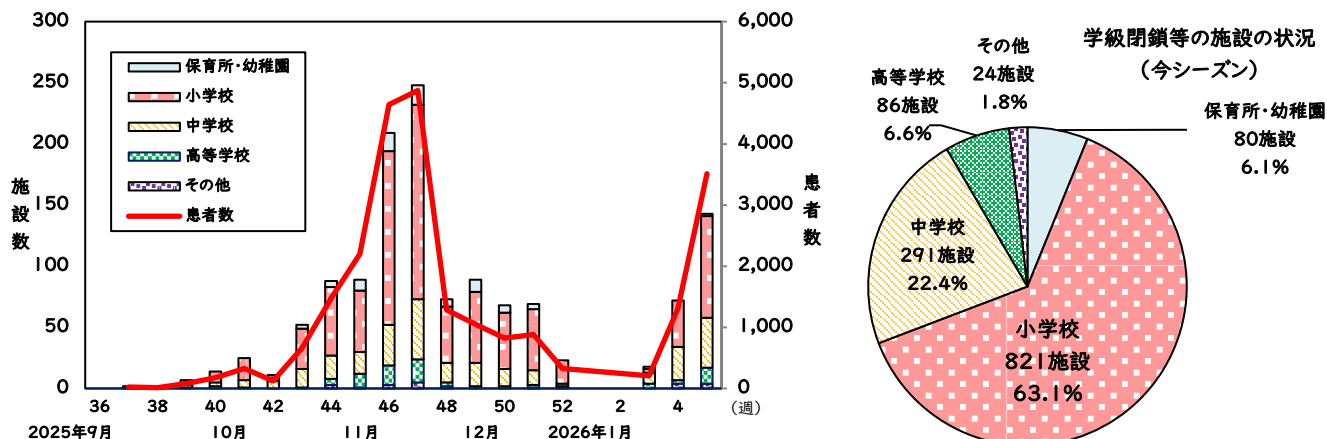 300
250
200
150
100
50
0
施設数
保育所・幼稚園
小学校
中学校
高等学校
その他
患者数
6,000
5,000
4,000
3,000
2,000
1,000
0
患者数
36 38 40 42 44 46 48 50 52 2 4 (週)
2025年9月 10月 11月 12月 2026年1月
学級閉鎖等の施設の状況
(今シーズン)
その他
24施設
1.8%
高等学校
86施設
6.6%
保育所・幼稚園
80施設
6.1%
中学校
291施設
22.4%
小学校
821施設
63.1%